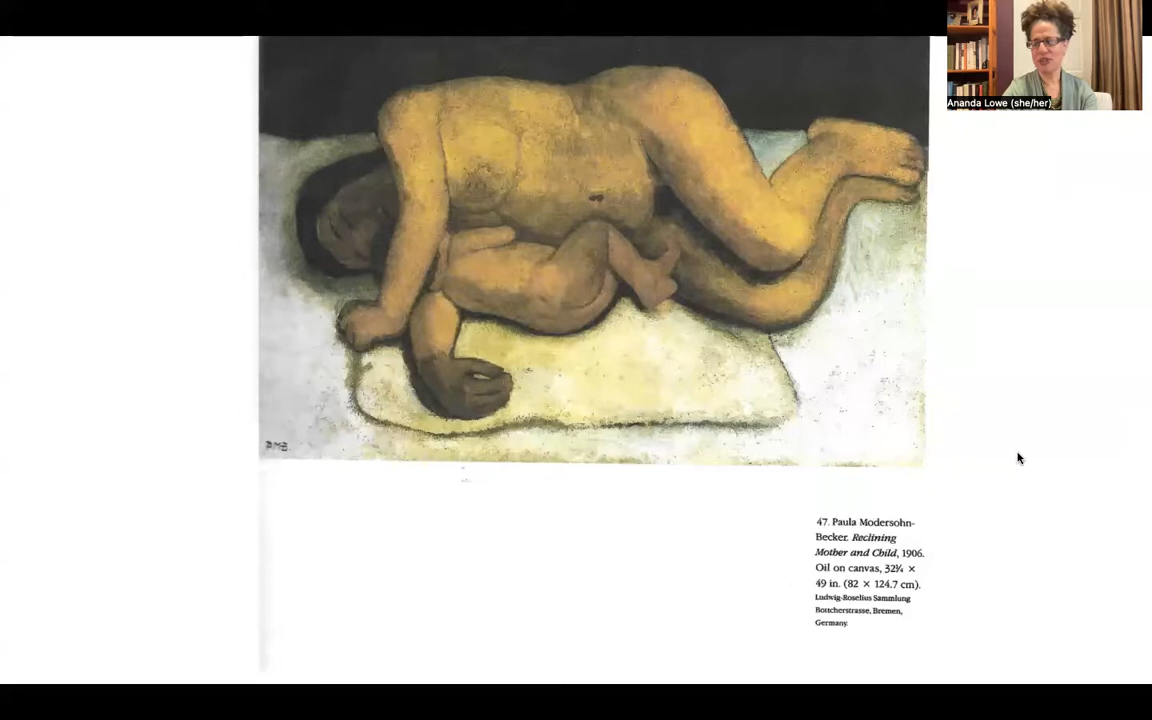 Ananda Lowe (she/her)
47. Paula Modersohn-
Becker. Reclining
Mother and Child, 1906.
Oil on canvas, 32¼ ×
49 in. (82 × 124.7 cm).
Ludwig-Roselius Sammlung
Bottcherstrasse, Bremen,
Germany.